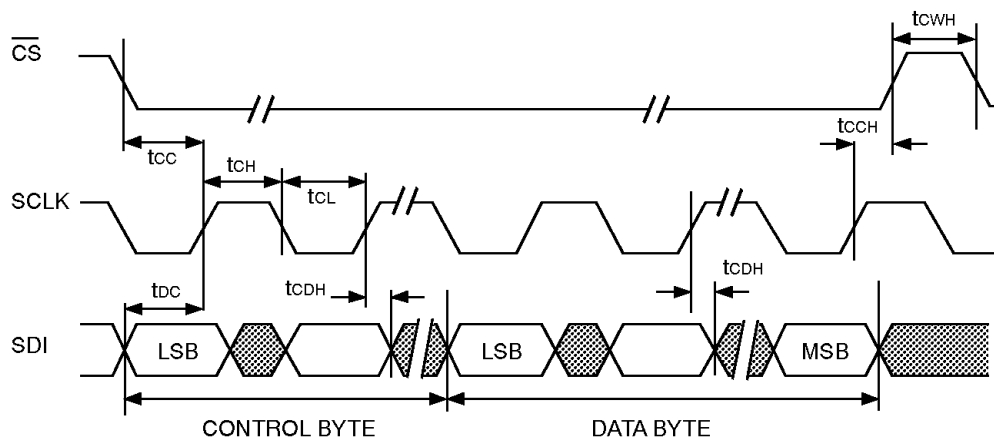 tCWH
CS
tCCH
tCC
tCH
tCL
SCLK
tDC
tCDH
tCDH
SDI
LSB
LSB
MSB
CONTROL BYTE
DATA BYTE